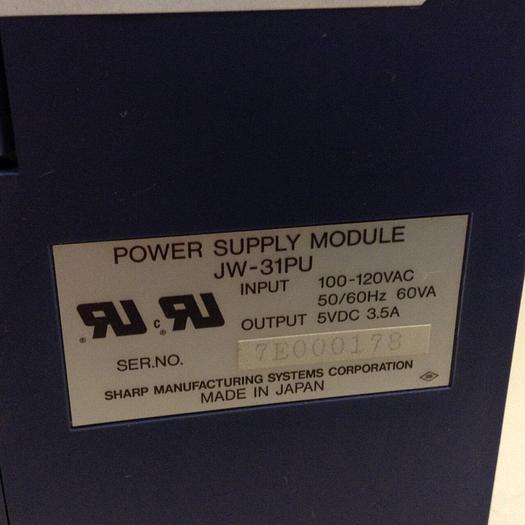 POWER SUPPLY MODULE
JW-31PU
INPUT 100-120VAC
50/60Hz 60VA
OUTPUT 5VDC 3.5A
SER.NO. 7E000178
SHARP MANUFACTURING SYSTEMS CORPORATION
MADE IN JAPAN